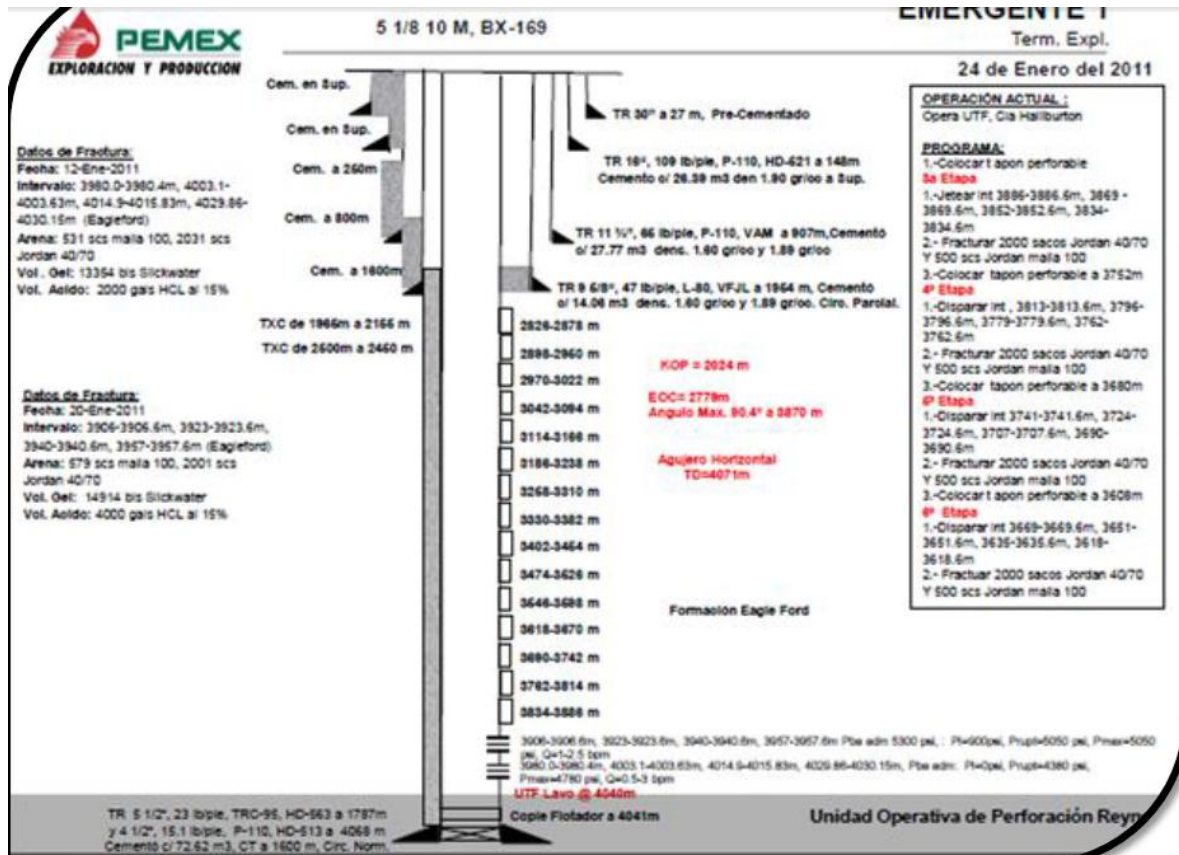 PEMEX
EXPLORACION Y PRODUCCION
5 1/8 10 M, BX-169
EMERGENTE 1
Term. Expl.
24 de Enero del 2011
Cem. en Sup.
Cem. en Sup.
Cem. a 250m
Cem. a 800m
Cem. a 1600m
TXC de 1966m a 2156 m
TXC de 2500m a 2450 m
Datos de Fractura:
Fecha: 12-Ene-2011
Intervalo: 3980.0-3980.4m, 4003.1-
4003.63m, 4014.9-4015.83m, 4029.86-
4030.15m (Eagleford)
Arena: 531 scs malla 100, 2031 scs
Jordan 40/70
Vol. Gel: 13354 bls Slickwater
Vol. Acido: 2000 gals HCL al 15%
Datos de Fractura:
Fecha: 20-Ene-2011
Intervalo: 3906-3906.6m, 3923-3923.6m,
3940-3940.6m, 3957-3957.6m (Eagleford)
Arena: 579 scs malla 100, 2001 scs
Jordan 40/70
Vol. Gel: 14914 bls Slickwater
Vol. Acido: 4000 gals HCL al 15%
TR 30" a 27 m, Pre-Cementado
TR 16", 109 lb/pie, P-110, HD-521 a 148m
Cemento c/ 26.39 m3 den 1.90 gr/cc a Sup.
TR 11 ¾", 65 lb/pie, P-110, VAM a 907m,Cemento
c/ 27.77 m3 dens. 1.60 gr/cc y 1.89 gr/cc
TR 9 5/8", 47 lb/pie, L-80, VFJL a 1954 m, Cemento
c/ 14.06 m3 dens. 1.60 gr/cc y 1.89 gr/cc. Circ. Parcial.
2826-2878 m
2898-2950 m
2970-3022 m
3042-3094 m
3114-3166 m
3186-3238 m
3258-3310 m
3330-3382 m
3402-3454 m
3474-3526 m
3546-3598 m
3618-3670 m
3690-3742 m
3762-3814 m
3834-3886 m
KOP = 2024 m
EOC= 2779m
Angulo Max. 90.4° a 3870 m
Agujero Horizontal
TD=4071m
Formación Eagle Ford
3906-3906.6m, 3923-3923.6m, 3940-3940.6m, 3957-3957.6m Pba adm 5300 psi, : Pi=900psi, Prupt=5050 psi, Pmax=5050
psi, Q=1-2.5 bpm
3980.0-3980.4m, 4003.1-4003.63m, 4014.9-4015.83m, 4029.86-4030.15m, Pba adm: Pi=0psi, Prupt=4380 psi,
Pmax=4780 psi, Q=0.5-3 bpm
UTF Lavo @ 4040m
Cople Flotador a 4041m
TR 5 1/2", 23 lb/pie, TRC-95, HD-563 a 1787m
y 4 1/2", 15.1 lb/pie, P-110, HD-513 a 4068 m
Cementó c/ 72.62 m3, CT a 1600 m, Circ. Norm.
Unidad Operativa de Perforación Reyn
OPERACIÓN ACTUAL :
Opera UTF, Cia Halliburton
PROGRAMA:
1.-Colocar t apon perforable
3a Etapa
1.-Jetear Int 3886-3886.6m, 3869 -
3869.6m, 3852-3852.6m, 3834-
3834.6m
2.- Fracturar 2000 sacos Jordan 40/70
Y 500 scs Jordan malla 100
3.-Colocar tapon perforable a 3752m
4ª Etapa
1.-Disparar Int , 3813-3813.6m, 3796-
3796.6m, 3779-3779.6m, 3762-
3762.6m
2.- Fracturar 2000 sacos Jordan 40/70
Y 500 scs Jordan malla 100
3.-Colocar tapon perforable a 3680m
5ª Etapa
1.-Disparar Int 3741-3741.6m, 3724-
3724.6m, 3707-3707.6m, 3690-
3690.6m
2.- Fracturar 2000 sacos Jordan 40/70
Y 500 scs Jordan malla 100
3.-Colocar t apon perforable a 3608m
6ª Etapa
1.-Disparar Int 3669-3669.6m, 3651-
3651.6m, 3635-3635.6m, 3618-
3618.6m
2.- Fractuar 2000 sacos Jordan 40/70
Y 500 scs Jordan malla 100